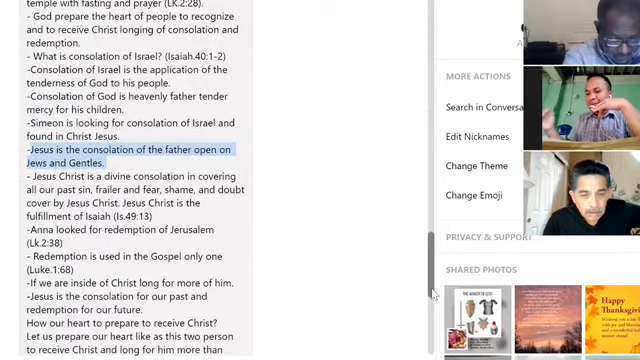 temple with fasting and prayer (LK.2:28).
- God prepare the heart of people to recognize
and to receive Christ longing of consolation and
redemption.
- What is consolation of Israel? (Isaiah.40:1-2)
-Consolation of Israel is the application of the
tenderness of God to his people.
-Consolation of God is heavenly father tender
mercy for his children.
-Simeon is looking for consolation of Israel and
found in Christ Jesus.
-Jesus is the consolation of the father open on
Jews and Gentles.
- Jesus Christ is a divine consolation in covering
all our past sin, frailer and fear, shame, and doubt
cover by Jesus Christ. Jesus Christ is the
fulfillment of Isaiah (Is.49:13)
-Anna looked for redemption of Jerusalem
(Lk.2:38)
- Redemption is used in the Gospel only one
(Luke.1:68)
-If we are inside of Christ long for more of him.
-Jesus is the consolation for our past and
redemption for our future.
How our heart to prepare to receive Christ?
Let us prepare our heart like as this two person
to receive Christ and long for him more than
MORE ACTIONS
Search in Conversa
Edit Nicknames
Change Theme
Change Emoji
PRIVACY & SUPPORT
SHARED PHOTOS
THE ARMOR OF GOD
Happy
Thanksgiving